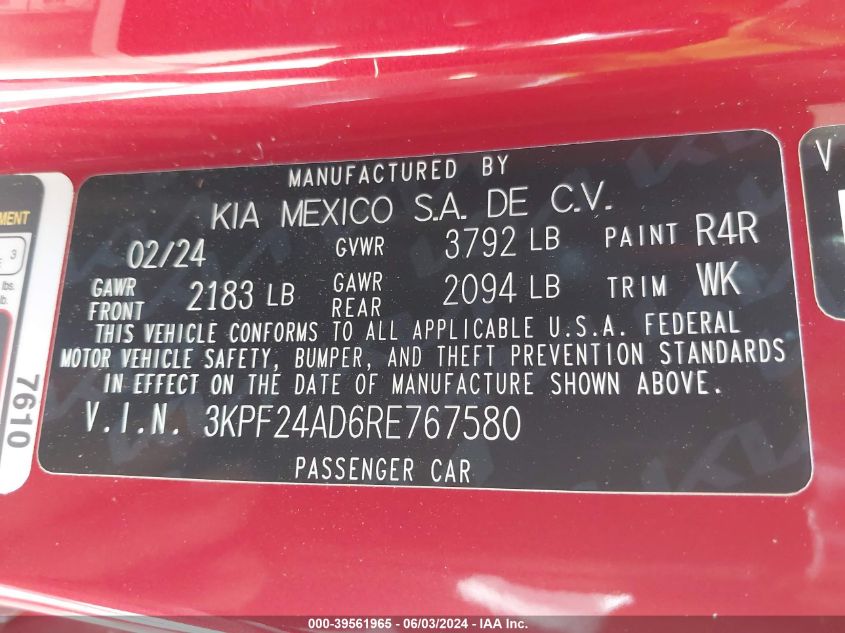 MANUFACTURED BY
KIA MEXICO S.A. DE C.V.
02/24 GVWR 3792 LB PAINT R4R
GAWR FRONT 2183 LB GAWR REAR 2094 LB TRIM WK
THIS VEHICLE CONFORMS TO ALL APPLICABLE U.S.A. FEDERAL
MOTOR VEHICLE SAFETY, BUMPER, AND THEFT PREVENTION STANDARDS
IN EFFECT ON THE DATE OF MANUFACTURE SHOWN ABOVE.
V.I.N. 3KPF24AD6RE767580
PASSENGER CAR
3
lbs.
lb.
7610
V
000-39561965 - 06/03/2024 - IAA Inc.